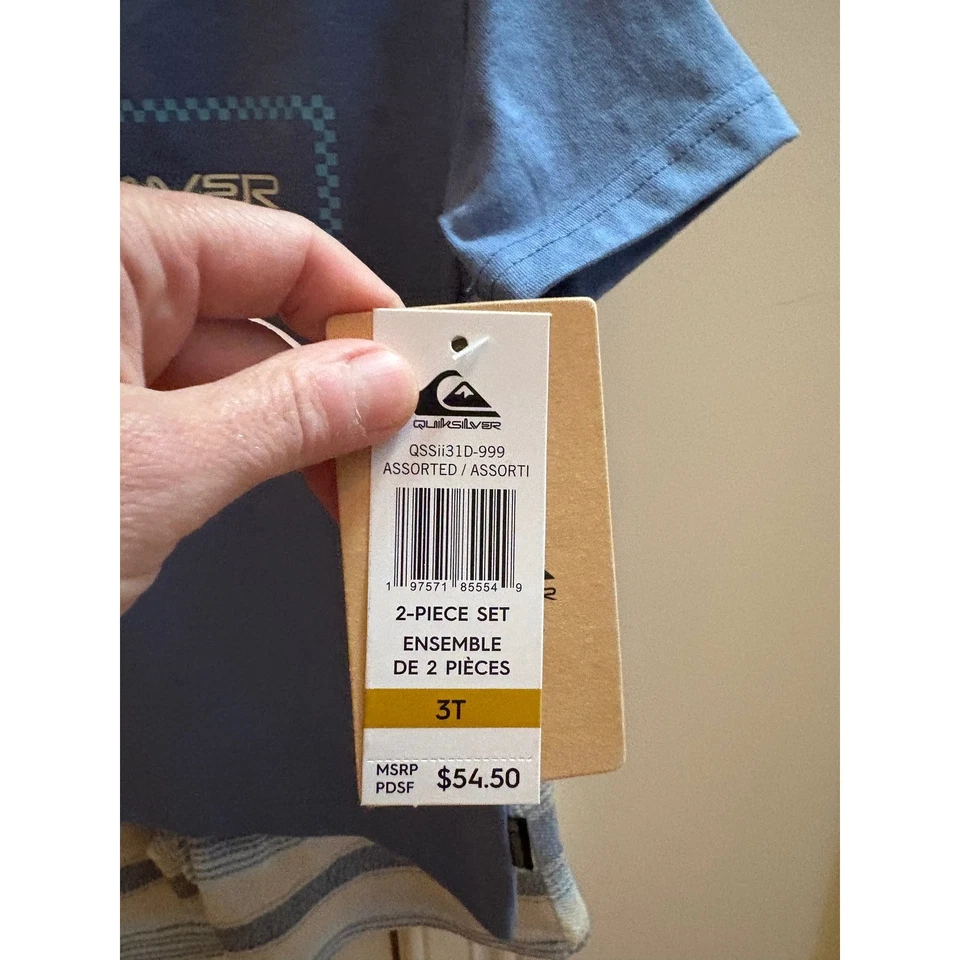 QUIKSILVER
QSSii31D-999
ASSORTED / ASSORTI
1 97571 85554 9
2-PIECE SET
ENSEMBLE
DE 2 PIÈCES
3T
MSRP
PDSF
$54.50